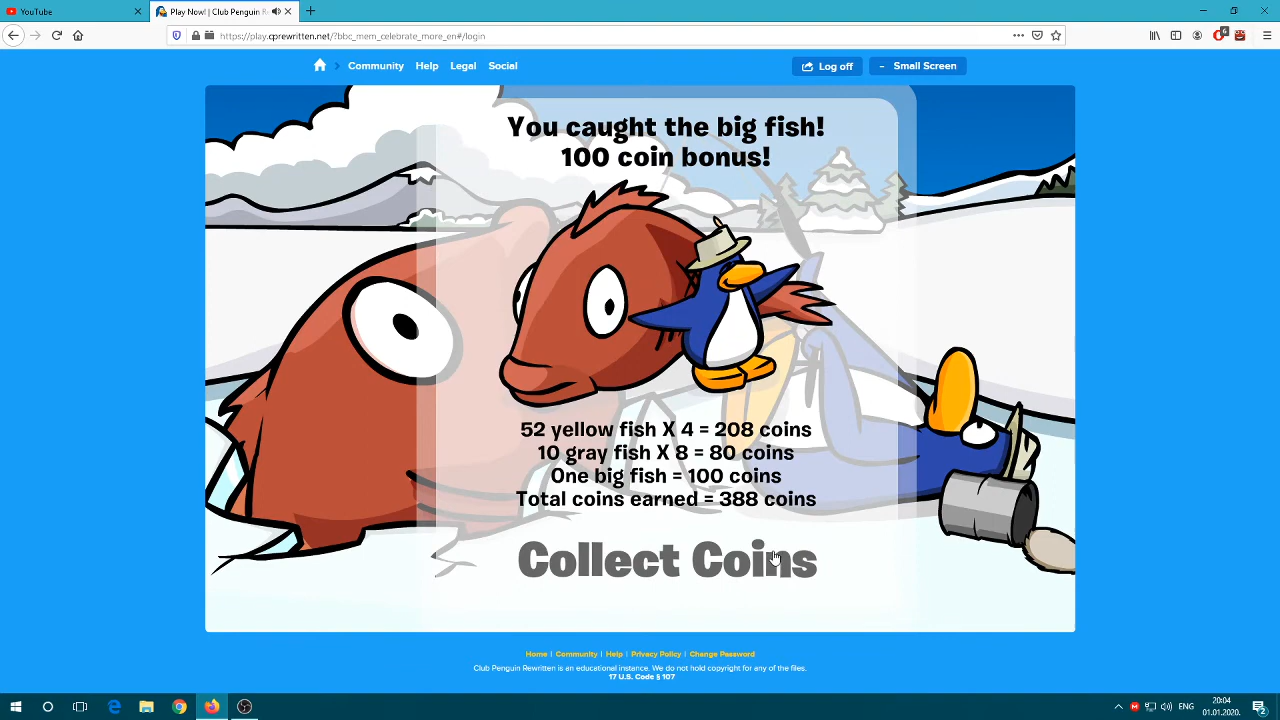 YouTube
Play Now! | Club Penguin Re
https://play.cprewritten.net/?bbc_mem_celebrate_more_en#/login
4
Community Help Legal Social Log off Small Screen
You caught the big fish!
100 coin bonus!
52 yellow fish X 4 = 208 coins
10 gray fish X 8 = 80 coins
One big fish = 100 coins
Total coins earned = 388 coins
Collect Coins
Home | Community | Help | Privacy Policy | Change Password
Club Penguin Rewritten is an educational instance. We do not hold copyright for any of the files.
17 U.S. Code § 107
ENG
20:04
01.01.2020.
2